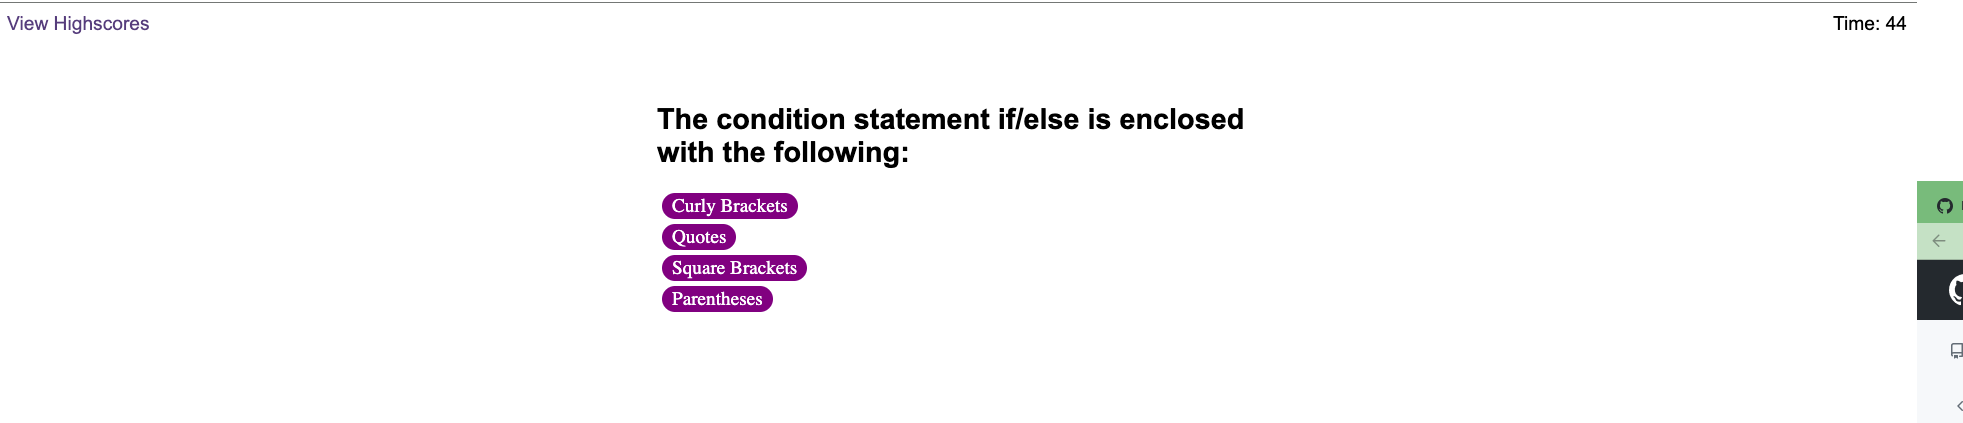 View Highscores
Time: 44
The condition statement if/else is enclosed
with the following:
Curly Brackets
Quotes
Square Brackets
Parentheses